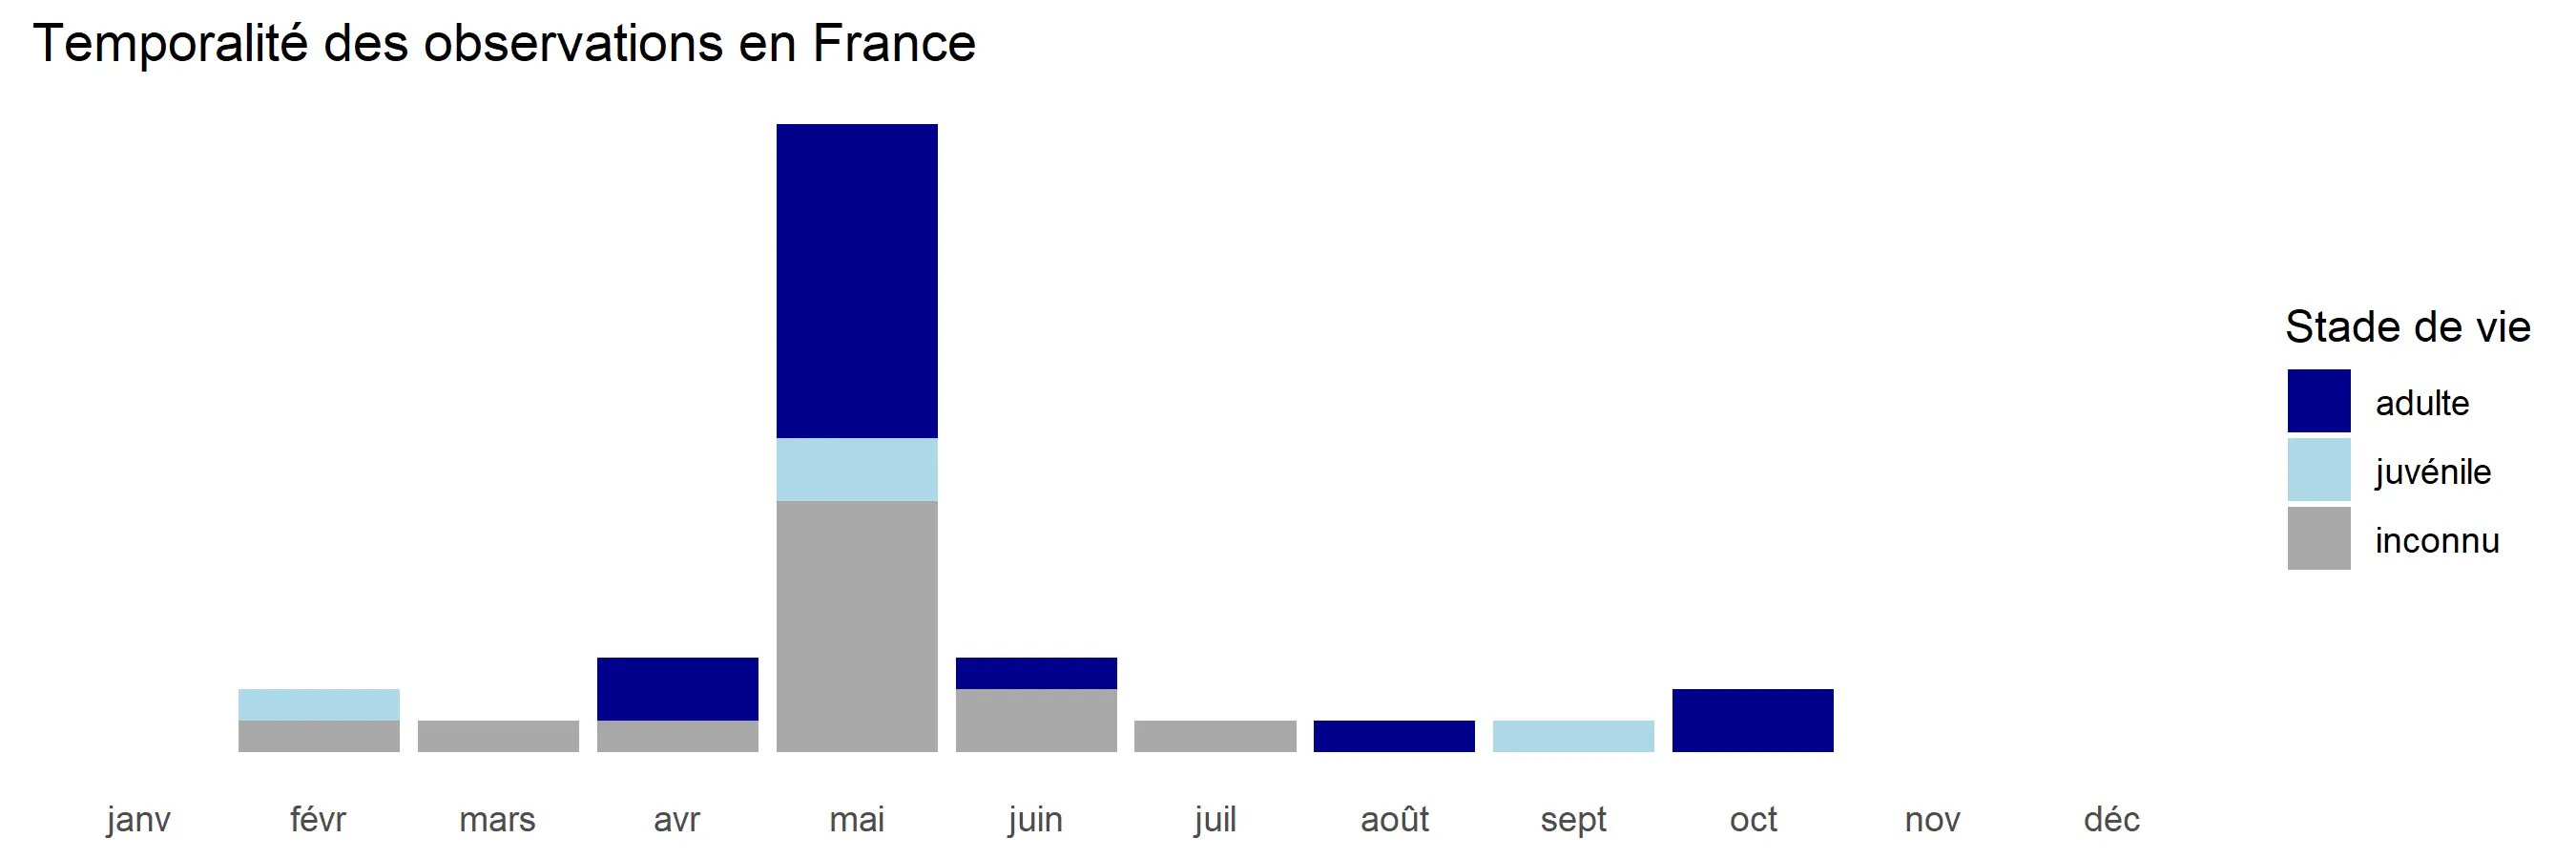 Temporalité des observations en France
Stade de vie
adulte
juvénile
inconnu
janv févr mars avr mai juin juil août sept oct nov déc